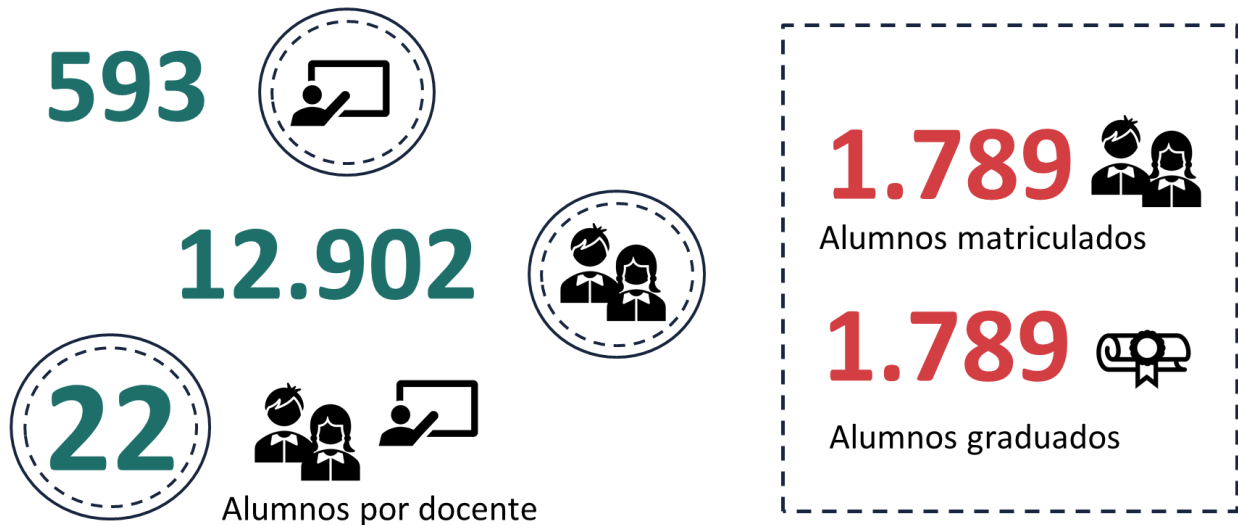 593
12.902
22
Alumnos por docente
1.789
Alumnos matriculados
1.789
Alumnos graduados